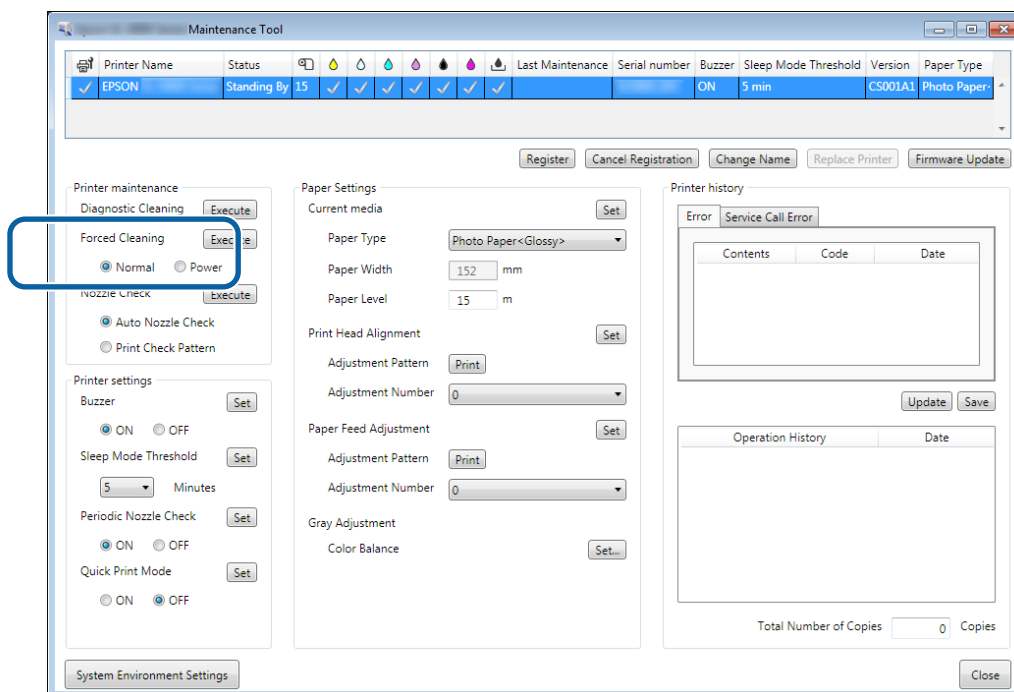 Maintenance Tool
Printer Name Status Last Maintenance Serial number Buzzer Sleep Mode Threshold Version Paper Type
EPSON Standing By 15 ON 5 min CS001A1 Photo Paper
Register Cancel Registration Change Name Replace Printer Firmware Update
Printer maintenance
Diagnostic Cleaning Execute
Forced Cleaning Execute
Normal Power
Nozzle Check Execute
Auto Nozzle Check
Print Check Pattern
Printer settings
Buzzer Set
ON OFF
Sleep Mode Threshold Set
5 Minutes
Periodic Nozzle Check Set
ON OFF
Quick Print Mode Set
ON OFF
Paper Settings
Current media Set
Paper Type Photo Paper<Glossy>
Paper Width 152 mm
Paper Level 15 m
Print Head Alignment Set
Adjustment Pattern Print
Adjustment Number 0
Paper Feed Adjustment Set
Adjustment Pattern Print
Adjustment Number 0
Gray Adjustment
Color Balance Set...
Printer history
Error Service Call Error
Contents Code Date
Update Save
Operation History Date
Total Number of Copies 0 Copies
System Environment Settings Close